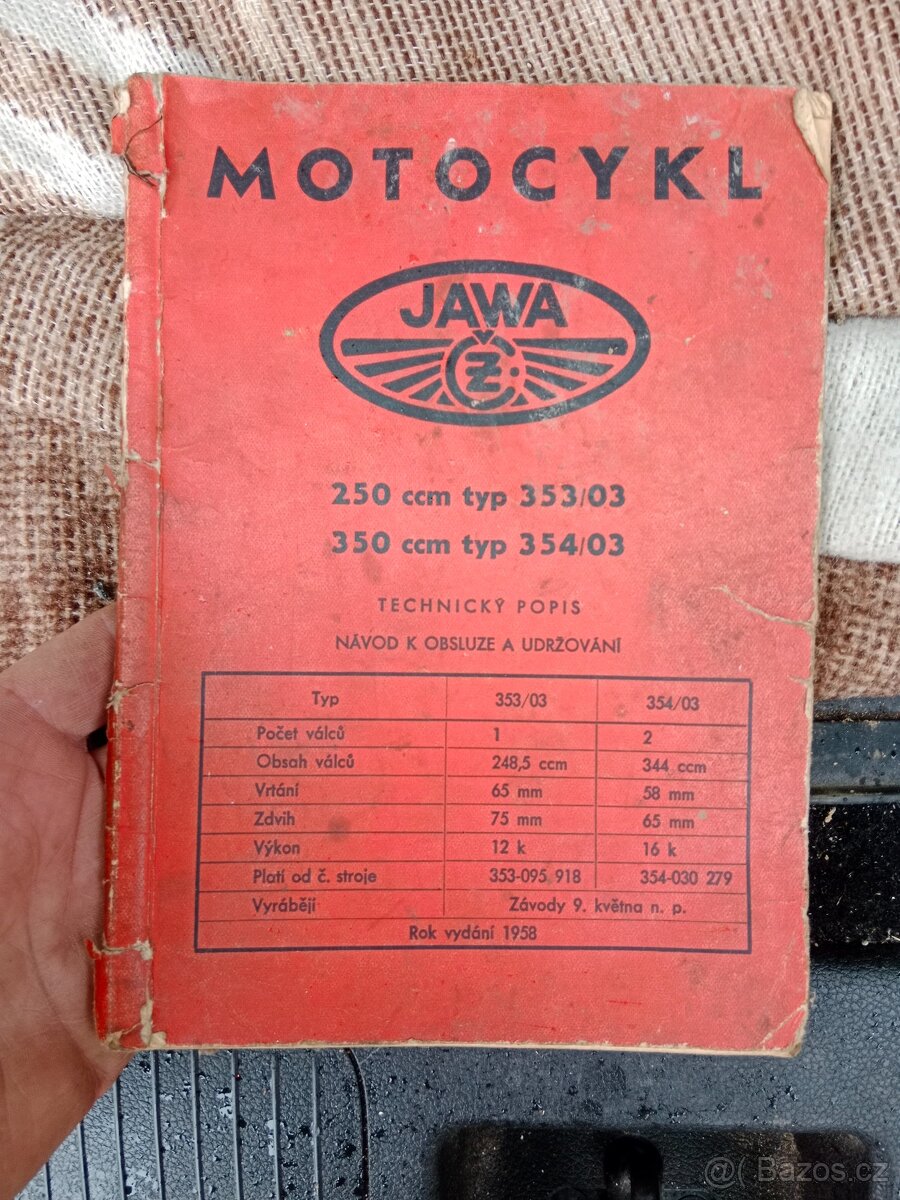 MOTOCYKL
JAWA
ČZ
250 ccm typ 353/03
350 ccm typ 354/03
TECHNICKÝ POPIS
NÁVOD K OBSLUZE A UDRŽOVÁNÍ
Typ 353/03 354/03
Počet válců 1 2
Obsah válců 248,5 ccm 344 ccm
Vrtání 65 mm 58 mm
Zdvih 75 mm 65 mm
Výkon 12 k 16 k
Platí od č. stroje 353-095 918 354-030 279
Vyrábějí Závody 9. května n. p.
Rok vydání 1958
Bazos.cz